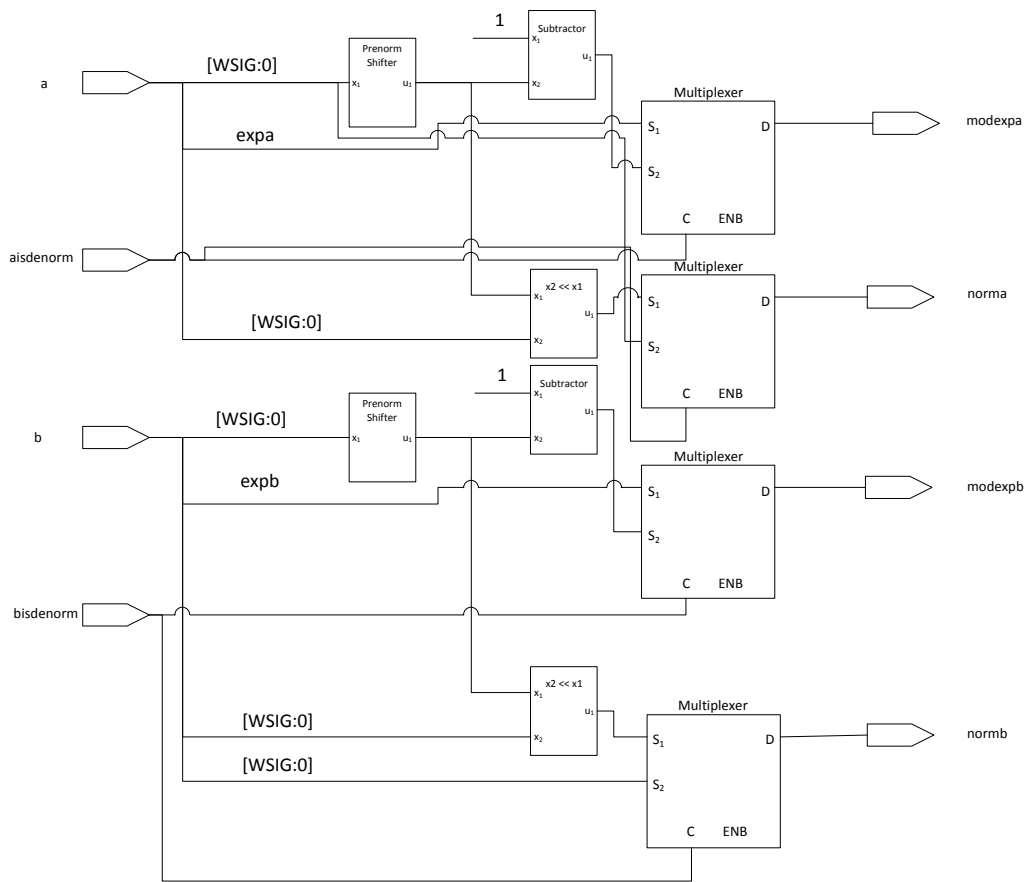 1
Subtractor
x₁
u₁
x₂
[WSIG:0]
Prenorm
Shifter
x₁
u₁
a
expa
Multiplexer
S₁
D
S₂
C
ENB
modexpa
aisdenorm
x2 << x1
x₁
u₁
x₂
[WSIG:0]
Multiplexer
S₁
D
S₂
C
ENB
norma
1
Subtractor
x₁
u₁
x₂
[WSIG:0]
Prenorm
Shifter
x₁
u₁
b
expb
Multiplexer
S₁
D
S₂
C
ENB
modexpb
bisdenorm
x2 << x1
x₁
u₁
x₂
[WSIG:0]
[WSIG:0]
Multiplexer
S₁
D
S₂
C
ENB
normb